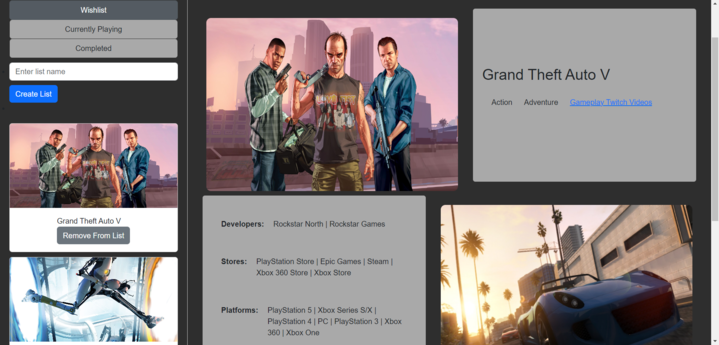 Wishlist
Currently Playing
Completed
Enter list name
Create List
Grand Theft Auto V
Remove From List
Grand Theft Auto V
Action Adventure Gameplay Twitch Videos
Developers: Rockstar North | Rockstar Games
Stores: PlayStation Store | Epic Games | Steam |
Xbox 360 Store | Xbox Store
Platforms: PlayStation 5 | Xbox Series S/X |
PlayStation 4 | PC | PlayStation 3 | Xbox
360 | Xbox One